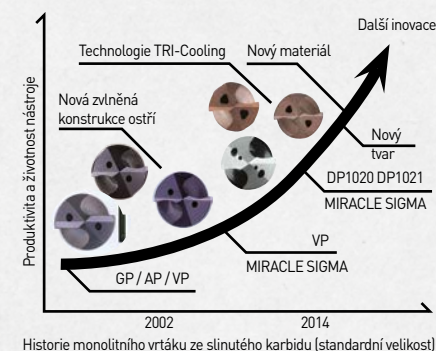 Další inovace
Technologie TRI-Cooling
Nový materiál
Nová zvlněná
konstrukce ostří
Nový
tvar
DP1020 DP1021
MIRACLE SIGMA
VP
MIRACLE SIGMA
GP / AP / VP
Produktivita a životnost nástroje
2002
2014
Historie monolitního vrtáku ze slinutého karbidu (standardní velikost)